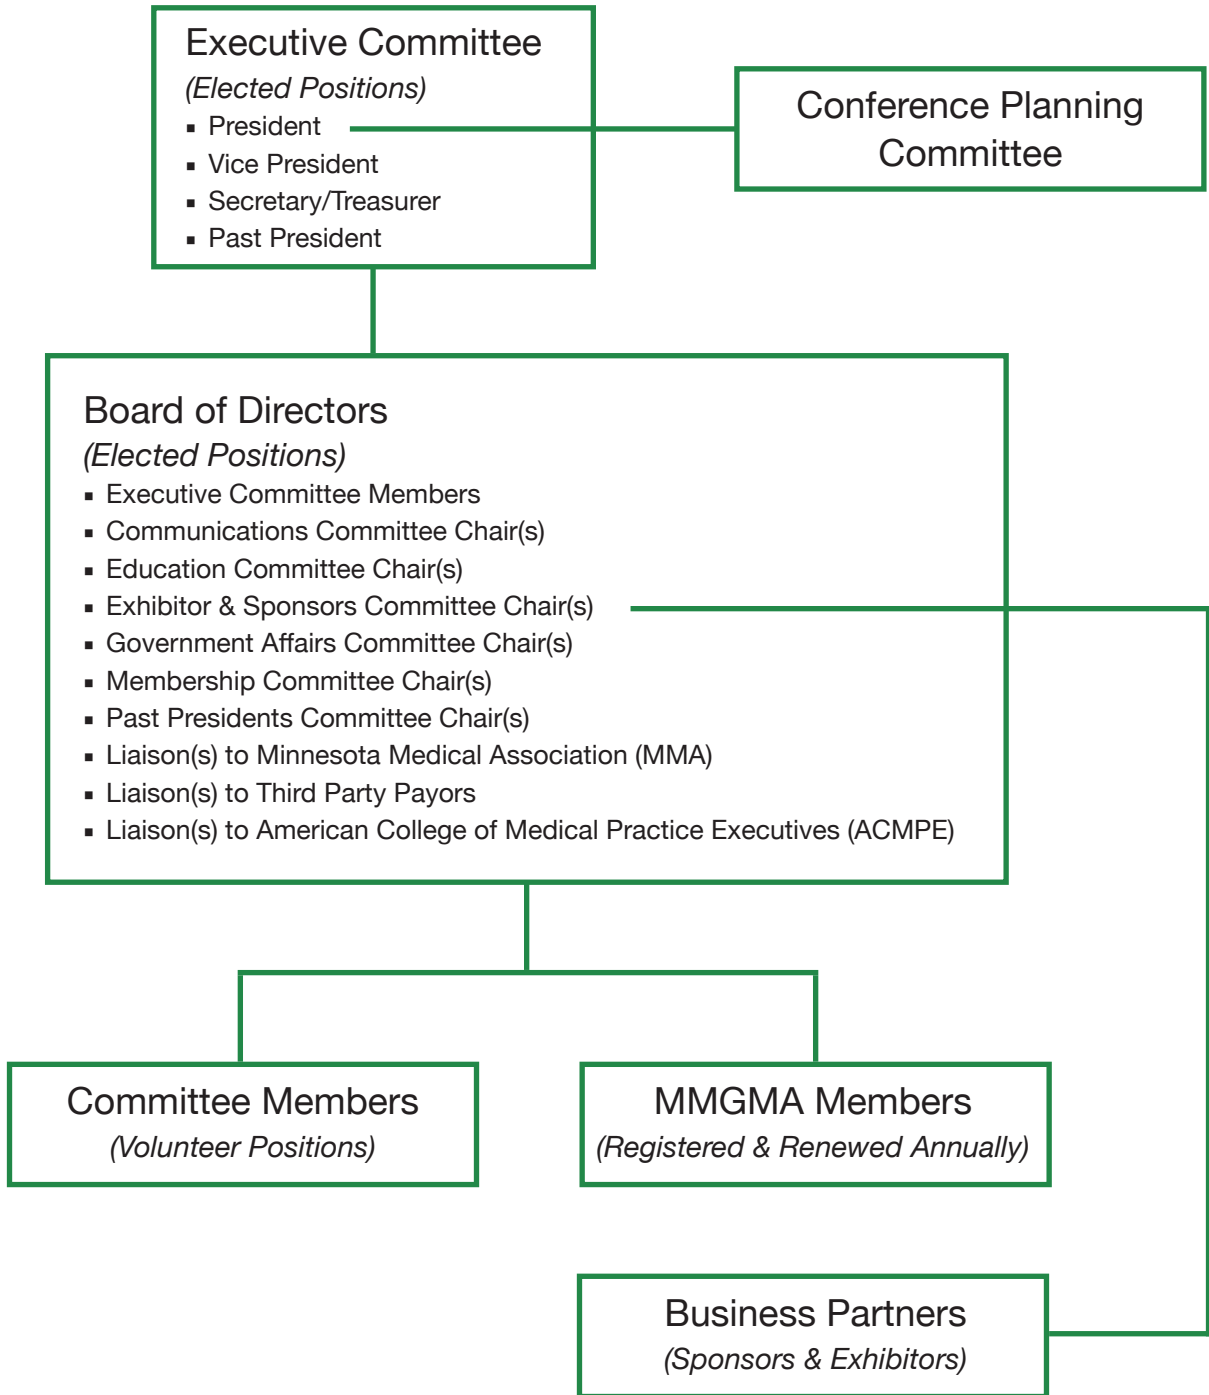 Executive Committee
(Elected Positions)
▪ President
▪ Vice President
▪ Secretary/Treasurer
▪ Past President
Conference Planning
Committee
Board of Directors
(Elected Positions)
▪ Executive Committee Members
▪ Communications Committee Chair(s)
▪ Education Committee Chair(s)
▪ Exhibitor & Sponsors Committee Chair(s)
▪ Government Affairs Committee Chair(s)
▪ Membership Committee Chair(s)
▪ Past Presidents Committee Chair(s)
▪ Liaison(s) to Minnesota Medical Association (MMA)
▪ Liaison(s) to Third Party Payors
▪ Liaison(s) to American College of Medical Practice Executives (ACMPE)
Committee Members
(Volunteer Positions)
MMGMA Members
(Registered & Renewed Annually)
Business Partners
(Sponsors & Exhibitors)